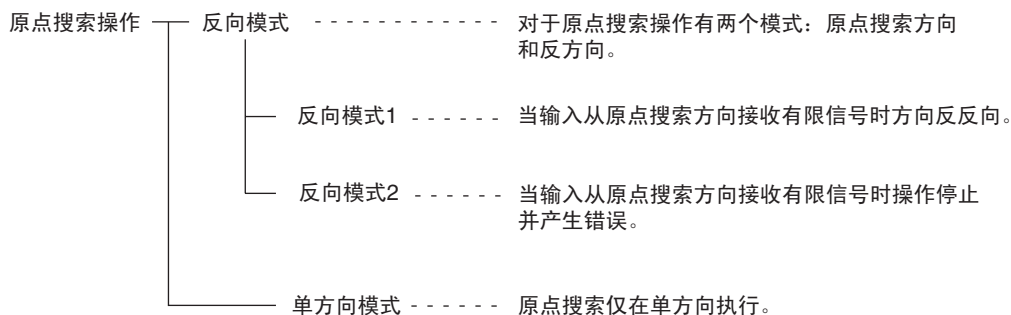 原点搜索操作 反向模式 对于原点搜索操作有两个模式：原点搜索方向
和反方向。
反向模式1 当输入从原点搜索方向接收有限信号时方向反反向。
反向模式2 当输入从原点搜索方向接收有限信号时操作停止
并产生错误。
单方向模式 原点搜索仅在单方向执行。